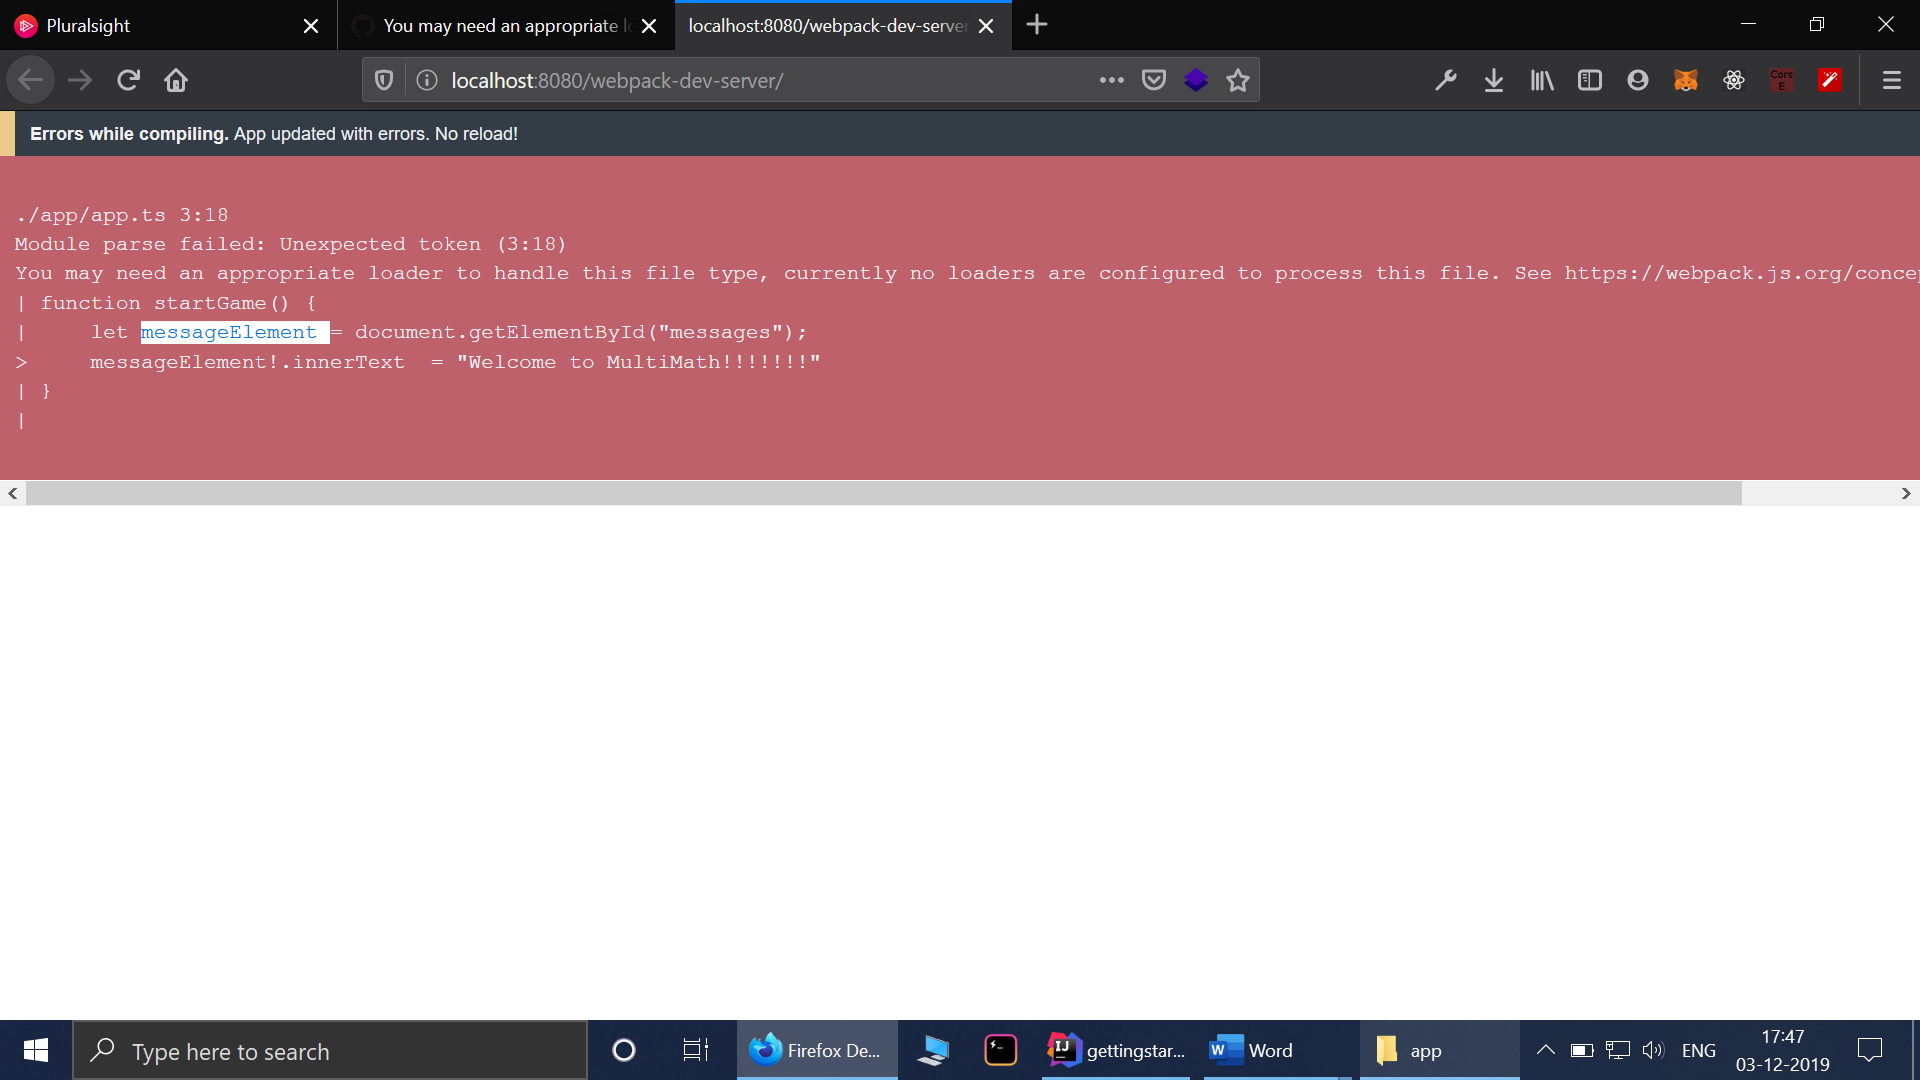 Pluralsight
You may need an appropriate l
localhost:8080/webpack-dev-server
localhost:8080/webpack-dev-server/
Cors
E
Errors while compiling. App updated with errors. No reload!
./app/app.ts 3:18
Module parse failed: Unexpected token (3:18)
You may need an appropriate loader to handle this file type, currently no loaders are configured to process this file. See https://webpack.js.org/concep
| function startGame() {
|     let messageElement = document.getElementById("messages");
>     messageElement!.innerText  = "Welcome to MultiMath!!!!!!!"
| }
|
Type here to search
Firefox De...
IJ
gettingstar...
W
Word
app
ENG
17:47
03-12-2019